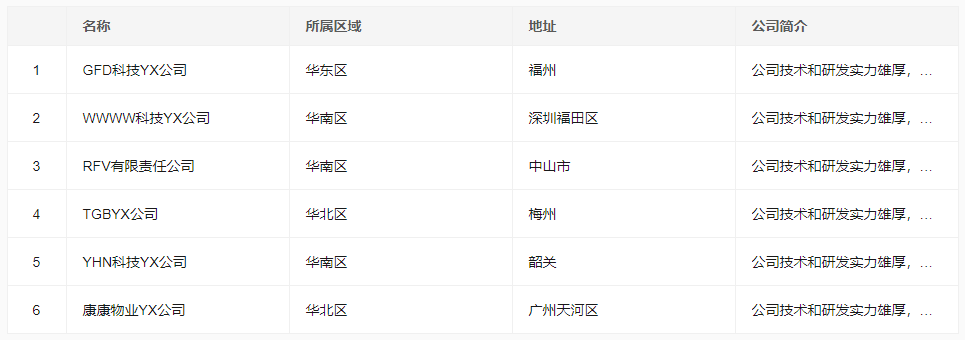 名称 所属区域 地址 公司简介
1 GFD科技YX公司 华东区 福州 公司技术和研发实力雄厚，...
2 WWWW科技YX公司 华南区 深圳福田区 公司技术和研发实力雄厚，...
3 RFV有限责任公司 华南区 中山市 公司技术和研发实力雄厚，...
4 TGBYX公司 华北区 梅州 公司技术和研发实力雄厚，...
5 YHN科技YX公司 华南区 韶关 公司技术和研发实力雄厚，...
6 康康物业YX公司 华北区 广州天河区 公司技术和研发实力雄厚，...